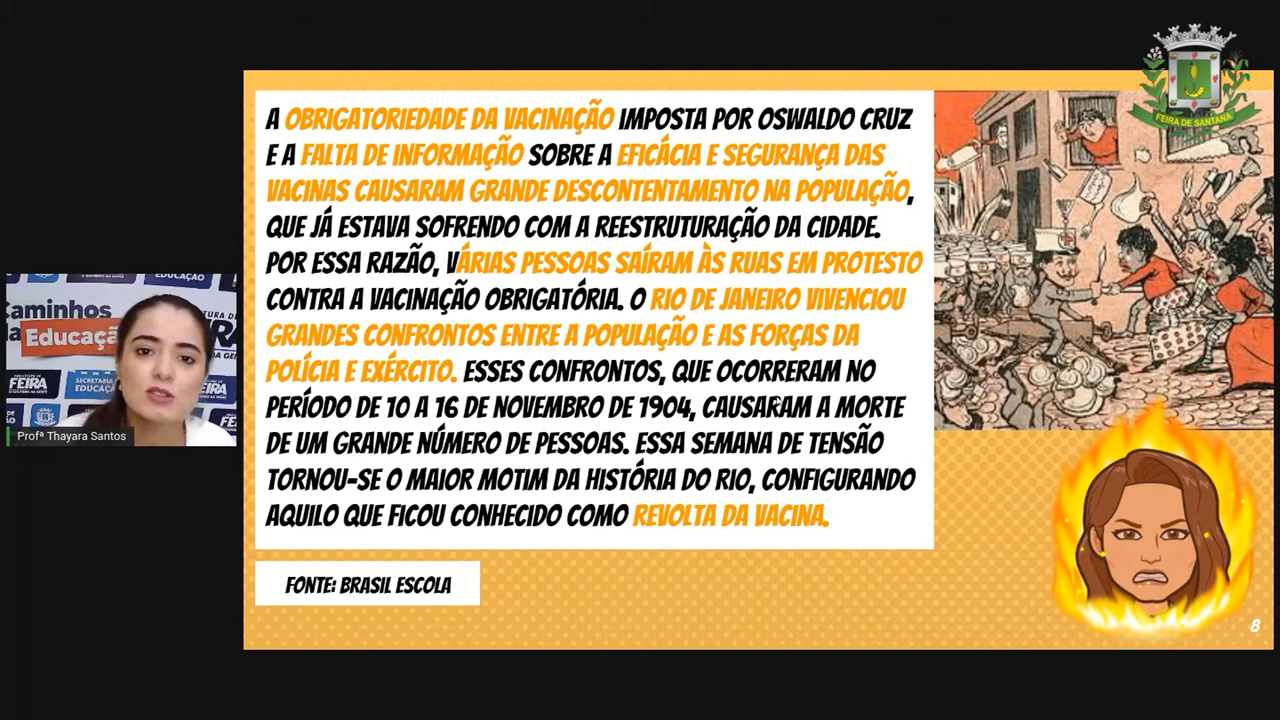 A OBRIGATORIEDADE DA VACINAÇÃO IMPOSTA POR OSWALDO CRUZ
E A FALTA DE INFORMAÇÃO SOBRE A EFICÁCIA E SEGURANÇA DAS
VACINAS CAUSARAM GRANDE DESCONTENTAMENTO NA POPULAÇÃO,
QUE JÁ ESTAVA SOFRENDO COM A REESTRUTURAÇÃO DA CIDADE.
POR ESSA RAZÃO, VÁRIAS PESSOAS SAÍRAM ÀS RUAS EM PROTESTO
CONTRA A VACINAÇÃO OBRIGATÓRIA. O RIO DE JANEIRO VIVENCIOU
GRANDES CONFRONTOS ENTRE A POPULAÇÃO E AS FORÇAS DA
POLÍCIA E EXÉRCITO. ESSES CONFRONTOS, QUE OCORRERAM NO
PERÍODO DE 10 A 16 DE NOVEMBRO DE 1904, CAUSARAM A MORTE
DE UM GRANDE NÚMERO DE PESSOAS. ESSA SEMANA DE TENSÃO
TORNOU-SE O MAIOR MOTIM DA HISTÓRIA DO RIO, CONFIGURANDO
AQUILO QUE FICOU CONHECIDO COMO REVOLTA DA VACINA.
FONTE: BRASIL ESCOLA
8
FEIRA DE SANTANA
EDUCAÇÃO
Caminhos
Educaçã
FEIRA
SECRETARIA
EDUCAÇ
FEIR
Profª Thayara Santos